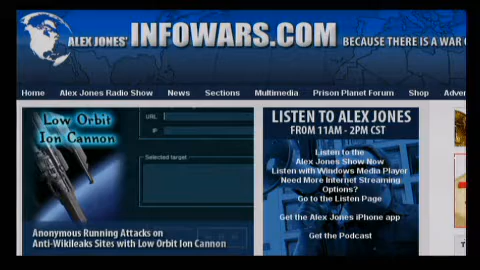 ALEX JONES' INFOWARS.COM BECAUSE THERE IS A WAR
Home Alex Jones Radio Show News Sections Multimedia Prison Planet Forum Shop
Low Orbit
Ion Cannon
URL
IP
Selected target
Anonymous Running Attacks on
Anti-Wikileaks Sites with Low Orbit Ion Cannon
LISTEN TO ALEX JONES
FROM 11AM - 2PM CST
Listen to the
Alex Jones Show Now
Listen with Windows Media Player
Need More Internet Streaming
Options?
Go to the Listen Page
Get the Alex Jones iPhone app
Get the Podcast